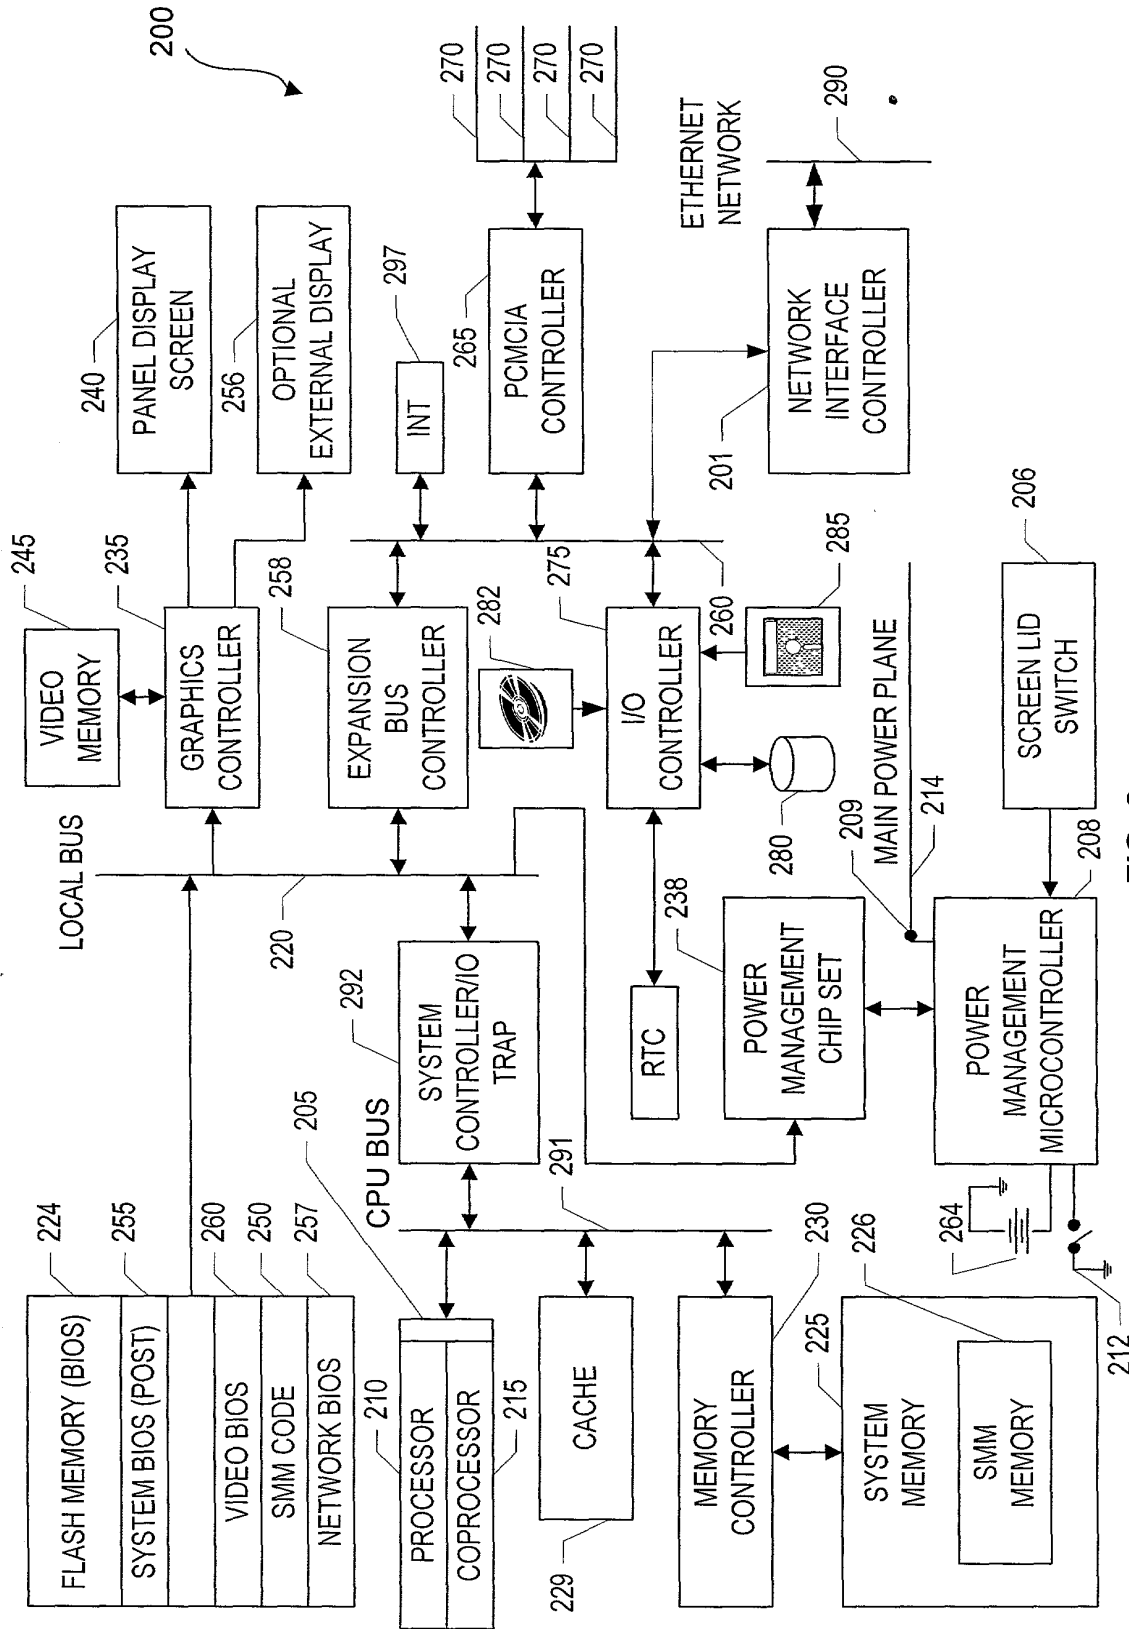 200
FLASH MEMORY (BIOS)
224
SYSTEM BIOS (POST)
255
VIDEO BIOS
260
SMM CODE
250
NETWORK BIOS
257
LOCAL BUS
220
VIDEO
MEMORY
245
GRAPHICS
CONTROLLER
235
PANEL DISPLAY
SCREEN
240
OPTIONAL
EXTERNAL DISPLAY
256
CPU BUS
291
PROCESSOR
210
COPROCESSOR
215
205
SYSTEM
CONTROLLER/IO
TRAP
292
EXPANSION
BUS
CONTROLLER
258
INT
297
PCMCIA
CONTROLLER
265
270
270
270
270
CACHE
229
RTC
282
I/O
CONTROLLER
275
260
280
285
NETWORK
INTERFACE
CONTROLLER
201
ETHERNET
NETWORK
290
MEMORY
CONTROLLER
230
POWER
MANAGEMENT
CHIP SET
238
SYSTEM
MEMORY
225
SMM
MEMORY
226
264
212
POWER
MANAGEMENT
MICROCONTROLLER
208
209
MAIN POWER PLANE
214
SCREEN LID
SWITCH
206